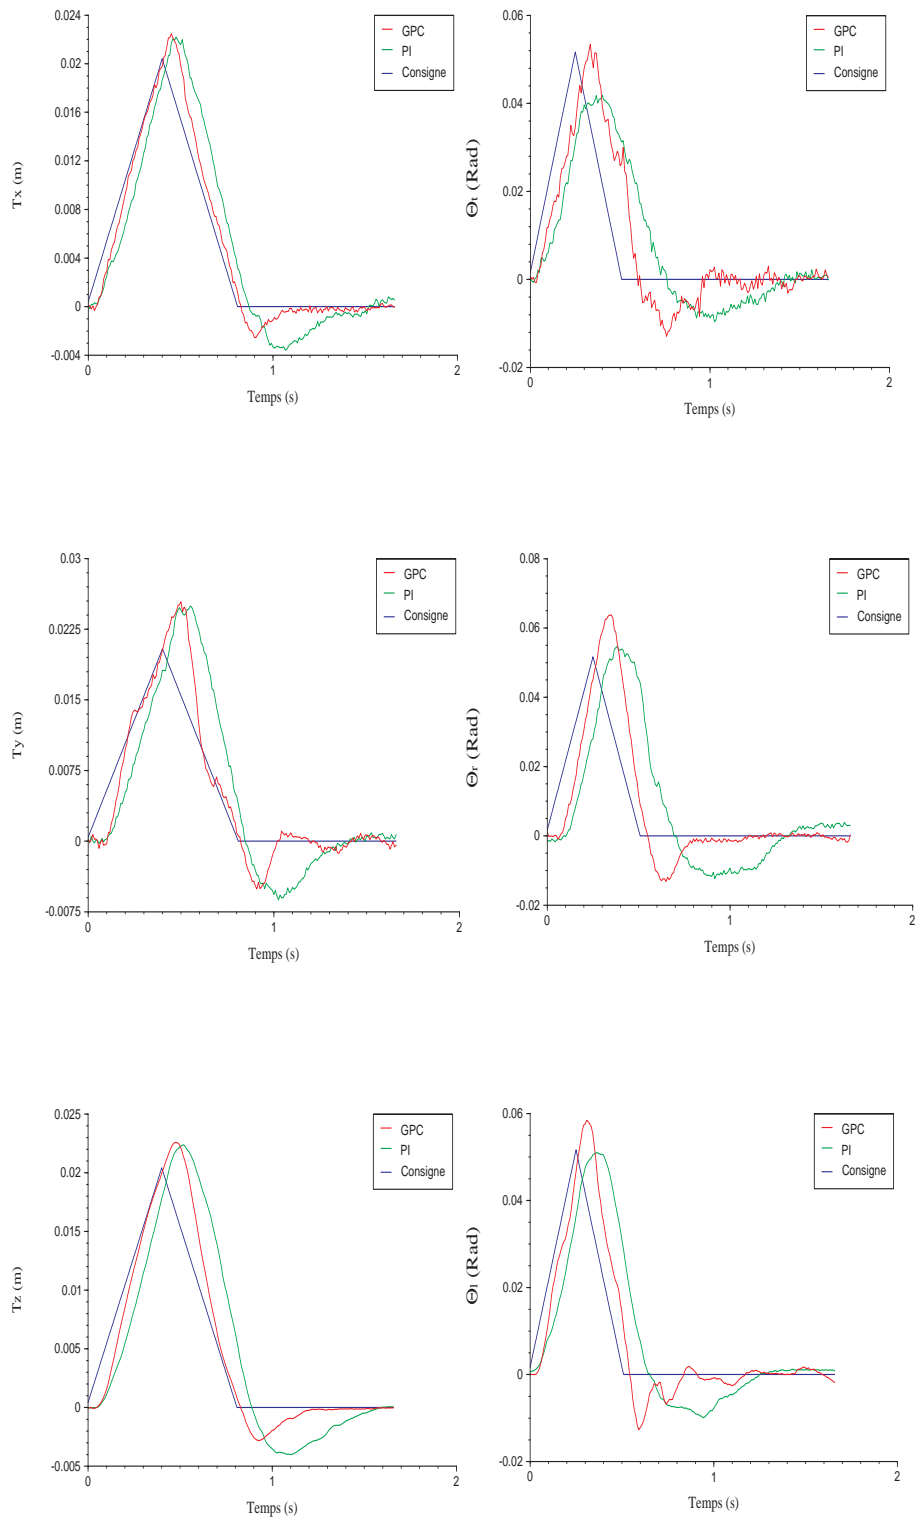 0.024
0.02
0.016
0.012
0.008
0.004
0
-0.004
0
1
2
Tx (m)
Temps (s)
GPC
PI
Consigne
0.06
0.04
0.02
0
-0.02
0
1
2
Θt (Rad)
Temps (s)
GPC
PI
Consigne
0.03
0.0225
0.015
0.0075
0
-0.0075
0
1
2
Ty (m)
Temps (s)
GPC
PI
Consigne
0.08
0.06
0.04
0.02
0
-0.02
0
1
2
Θr (Rad)
Temps (s)
GPC
PI
Consigne
0.025
0.02
0.015
0.01
0.005
0
-0.005
0
1
2
Tz (m)
Temps (s)
GPC
PI
Consigne
0.06
0.04
0.02
0
-0.02
0
1
2
Θl (Rad)
Temps (s)
GPC
PI
Consigne